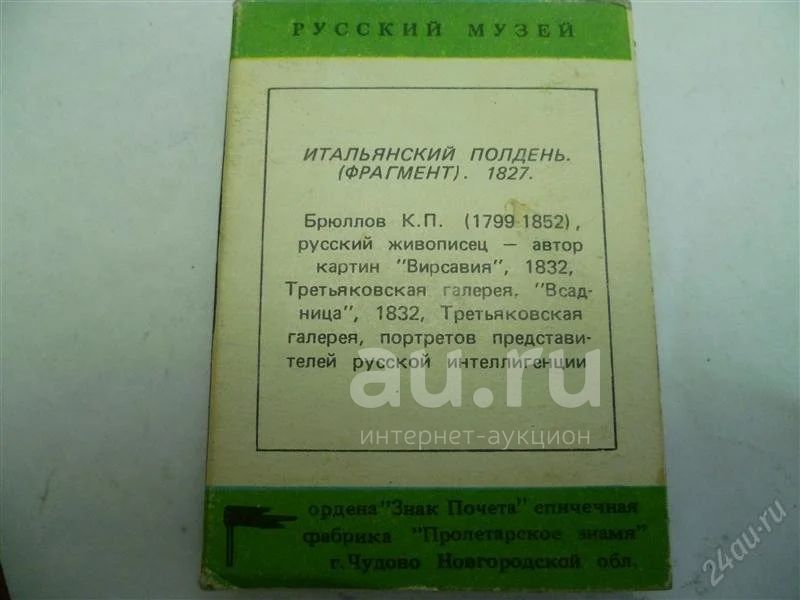 РУССКИЙ МУЗЕЙ
ИТАЛЬЯНСКИЙ ПОЛДЕНЬ.
(ФРАГМЕНТ). 1827.
Брюллов К.П. (1799-1852),
русский живописец — автор
картин "Вирсавия", 1832,
Третьяковская галерея. "Всад-
ница", 1832, Третьяковская
галерея, портретов представи-
телей русской интеллигенции
au.ru
интернет-аукцион
ордена "Знак Почета" спичечная
фабрика "Пролетарское знамя"
г.Чудово Новгородской обл.
24au.ru